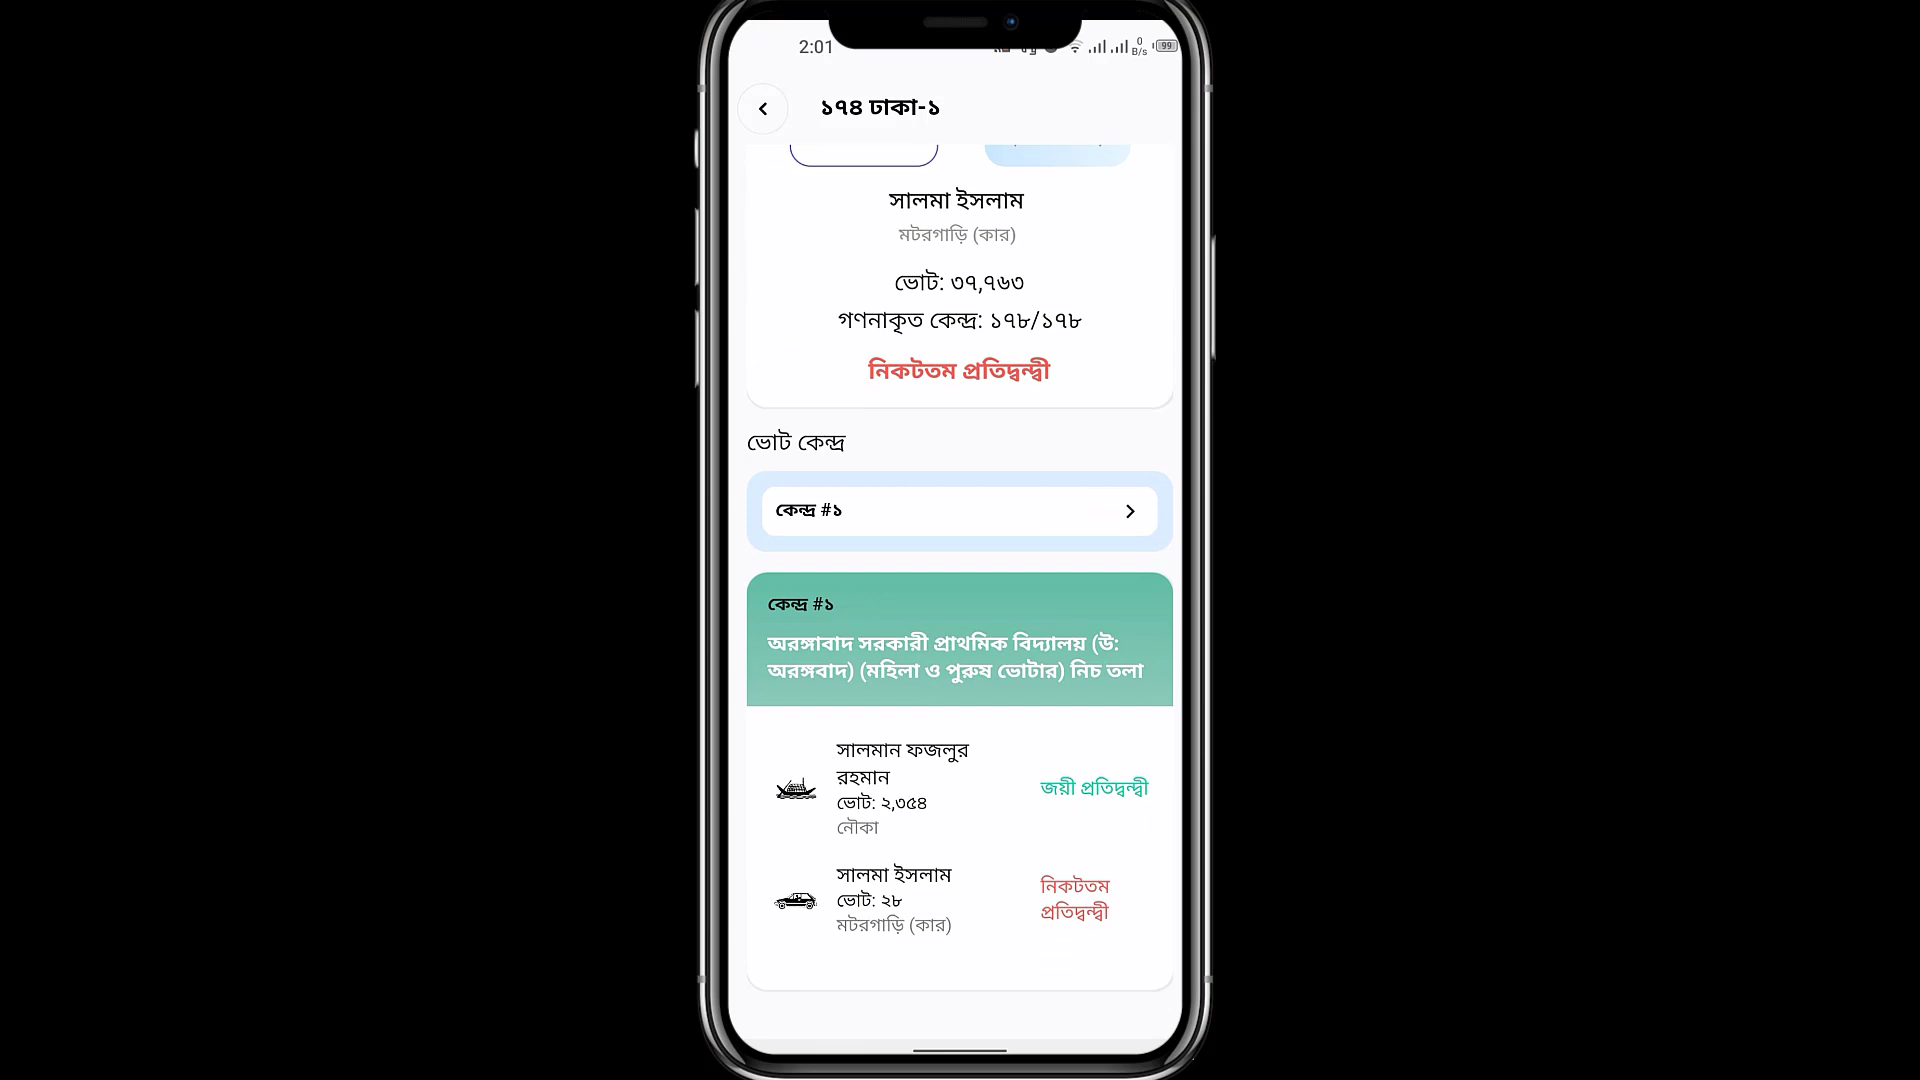 2:01
0
B/s
99
১৭৪ ঢাকা-১
সালমা ইসলাম
মটরগাড়ি (কার)
ভোট: ৩৭,৭৬৩
গণনাকৃত কেন্দ্র: ১৭৮/১৭৮
নিকটতম প্রতিদ্বন্দ্বী
ভোট কেন্দ্র
কেন্দ্র #১
কেন্দ্র #১
অরঙ্গাবাদ সরকারী প্রাথমিক বিদ্যালয় (উ:
অরঙ্গবাদ) (মহিলা ও পুরুষ ভোটার) নিচ তলা
সালমান ফজলুর
রহমান
ভোট: ২,৩৫৪
নৌকা
জয়ী প্রতিদ্বন্দ্বী
সালমা ইসলাম
ভোট: ২৮
মটরগাড়ি (কার)
নিকটতম
প্রতিদ্বন্দ্বী